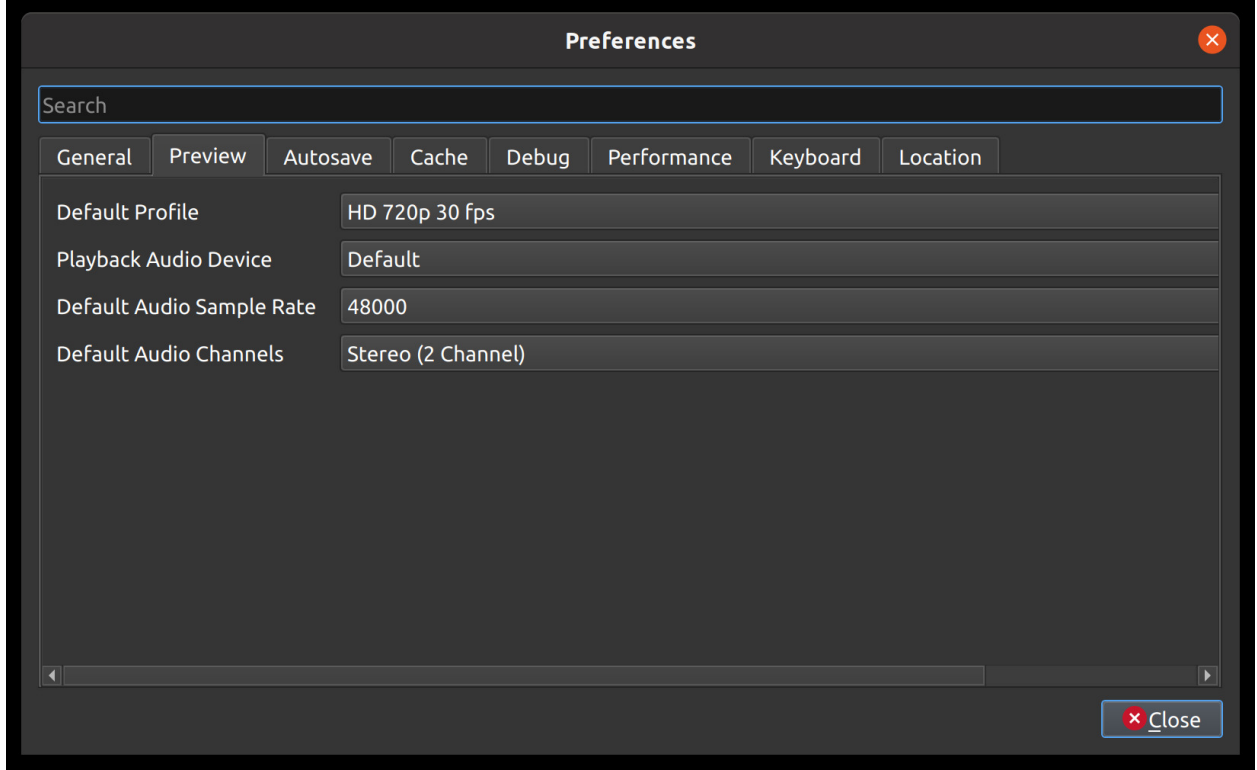 Preferences
Search
General Preview Autosave Cache Debug Performance Keyboard Location
Default Profile HD 720p 30 fps
Playback Audio Device Default
Default Audio Sample Rate 48000
Default Audio Channels Stereo (2 Channel)
Close